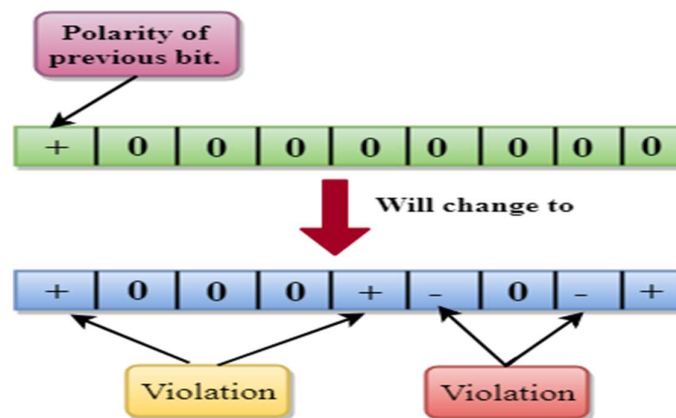 Polarity of
previous bit.
+ 0 0 0 0 0 0 0 0
Will change to
+ 0 0 0 + - 0 - +
Violation Violation